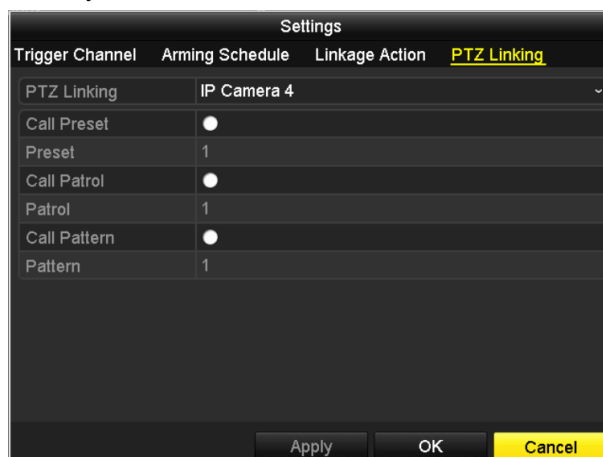 Settings
Trigger Channel Arming Schedule Linkage Action PTZ Linking
PTZ Linking IP Camera 4
Call Preset
Preset 1
Call Patrol
Patrol 1
Call Pattern
Pattern 1
Apply OK Cancel